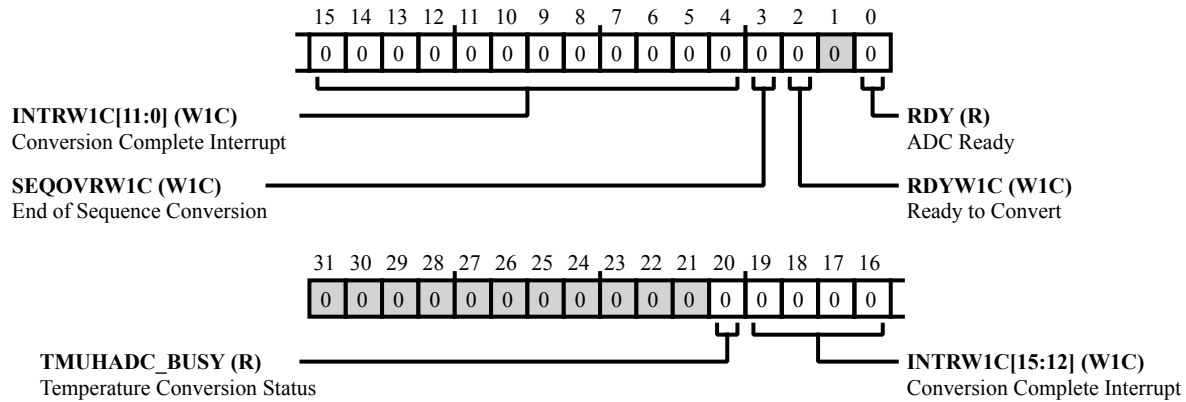 15 14 13 12 11 10 9 8 7 6 5 4 3 2 1 0
0 0 0 0 0 0 0 0 0 0 0 0 0 0 0 0
INTRW1C[11:0] (W1C)
Conversion Complete Interrupt
RDY (R)
ADC Ready
SEQOVRW1C (W1C)
End of Sequence Conversion
RDYW1C (W1C)
Ready to Convert
31 30 29 28 27 26 25 24 23 22 21 20 19 18 17 16
0 0 0 0 0 0 0 0 0 0 0 0 0 0 0 0
TMUHADC_BUSY (R)
Temperature Conversion Status
INTRW1C[15:12] (W1C)
Conversion Complete Interrupt